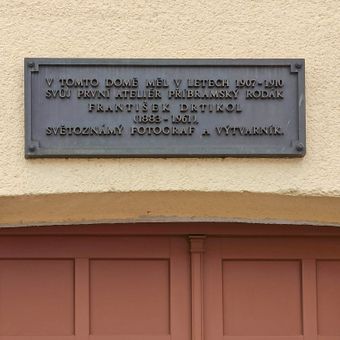 V TOMTO DOMĚ MĚL V LETECH 1907-1910
SVŮJ PRVNÍ ATELIÉR PŘÍBRAMSKÝ RODÁK
FRANTIŠEK DRTIKOL
(1883-1961),
SVĚTOZNÁMÝ FOTOGRAF A VÝTVARNÍK.